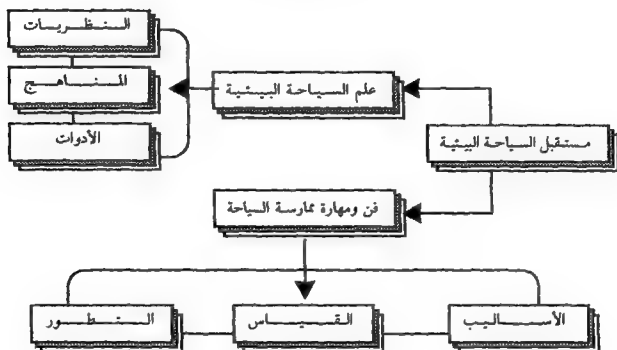 النظريات
المناهج
الأدوات
علم السياحة البيئية
مستقبل السياحة البيئية
فن ومهارة ممارسة السياحة
الأساليب
القياس
التطور